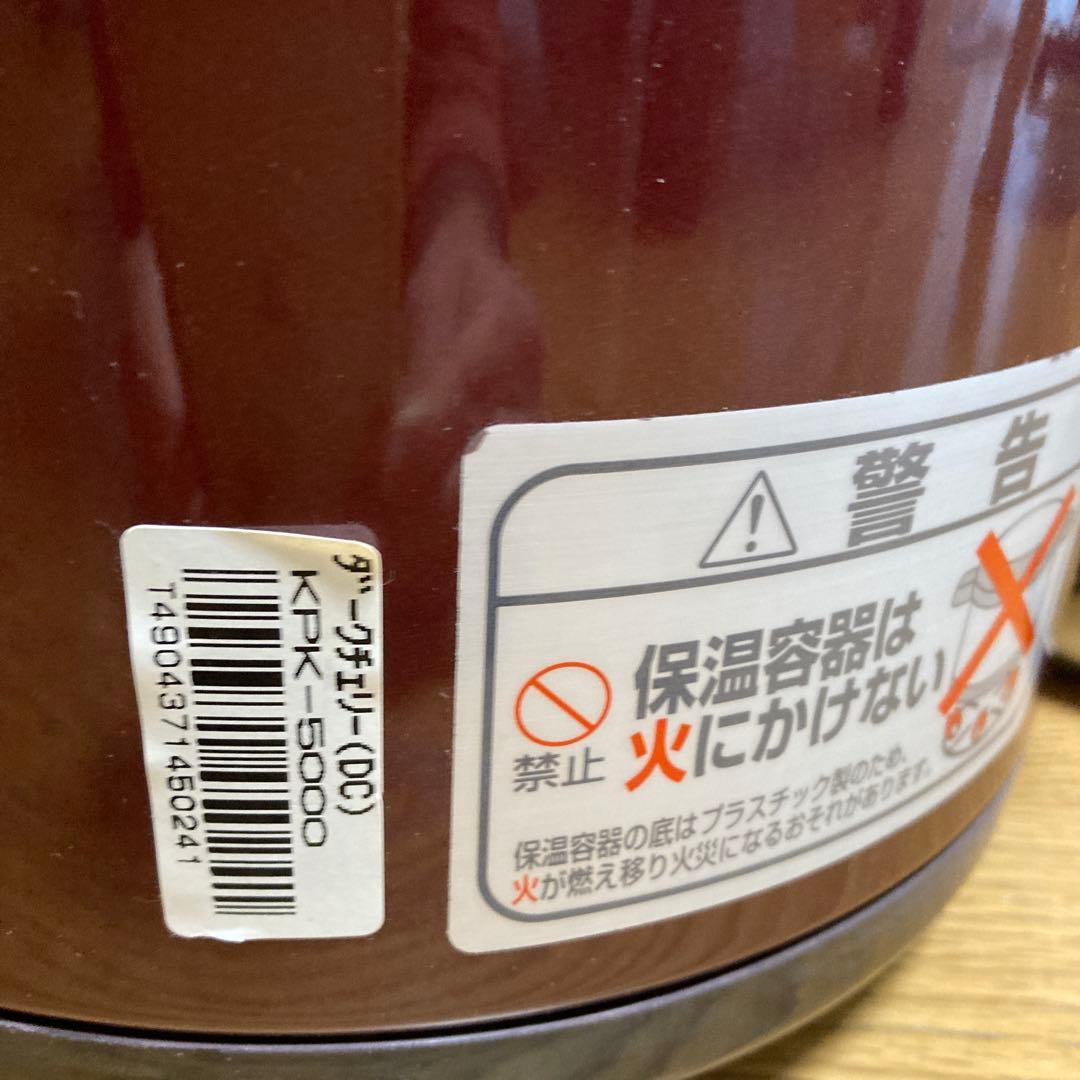 ダークチェリー(DC)
KPK-5000
T4904371450241
警告
禁止
保温容器は
火にかけない
保温容器の底はプラスチック製のため、
火が燃え移り火災になるおそれがあります。